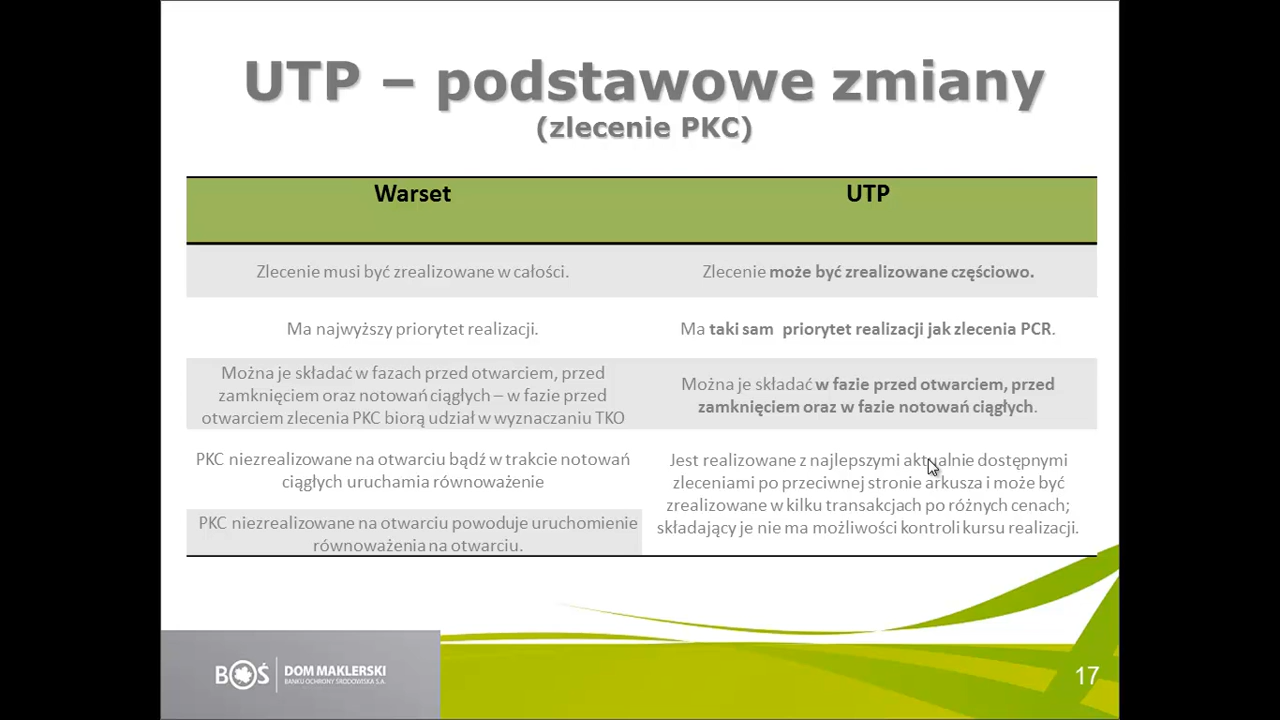 UTP – podstawowe zmiany
(zlecenie PKC)
Warset
UTP
Zlecenie musi być zrealizowane w całości.
Zlecenie może być zrealizowane częściowo.
Ma najwyższy priorytet realizacji.
Ma taki sam priorytet realizacji jak zlecenia PCR.
Można je składać w fazach przed otwarciem, przed
zamknięciem oraz notowań ciągłych – w fazie przed
otwarciem zlecenia PKC biorą udział w wyznaczaniu TKO
Można je składać w fazie przed otwarciem, przed
zamknięciem oraz w fazie notowań ciągłych.
PKC niezrealizowane na otwarciu bądź w trakcie notowań
ciągłych uruchamia równoważenie
Jest realizowane z najlepszymi aktualnie dostępnymi
zleceniami po przeciwnej stronie arkusza i może być
zrealizowane w kilku transakcjach po różnych cenach;
składający je nie ma możliwości kontroli kursu realizacji.
PKC niezrealizowane na otwarciu powoduje uruchomienie
równoważenia na otwarciu.
BOŚ
DOM MAKLERSKI
BANKU OCHRONY ŚRODOWISKA S.A.
17